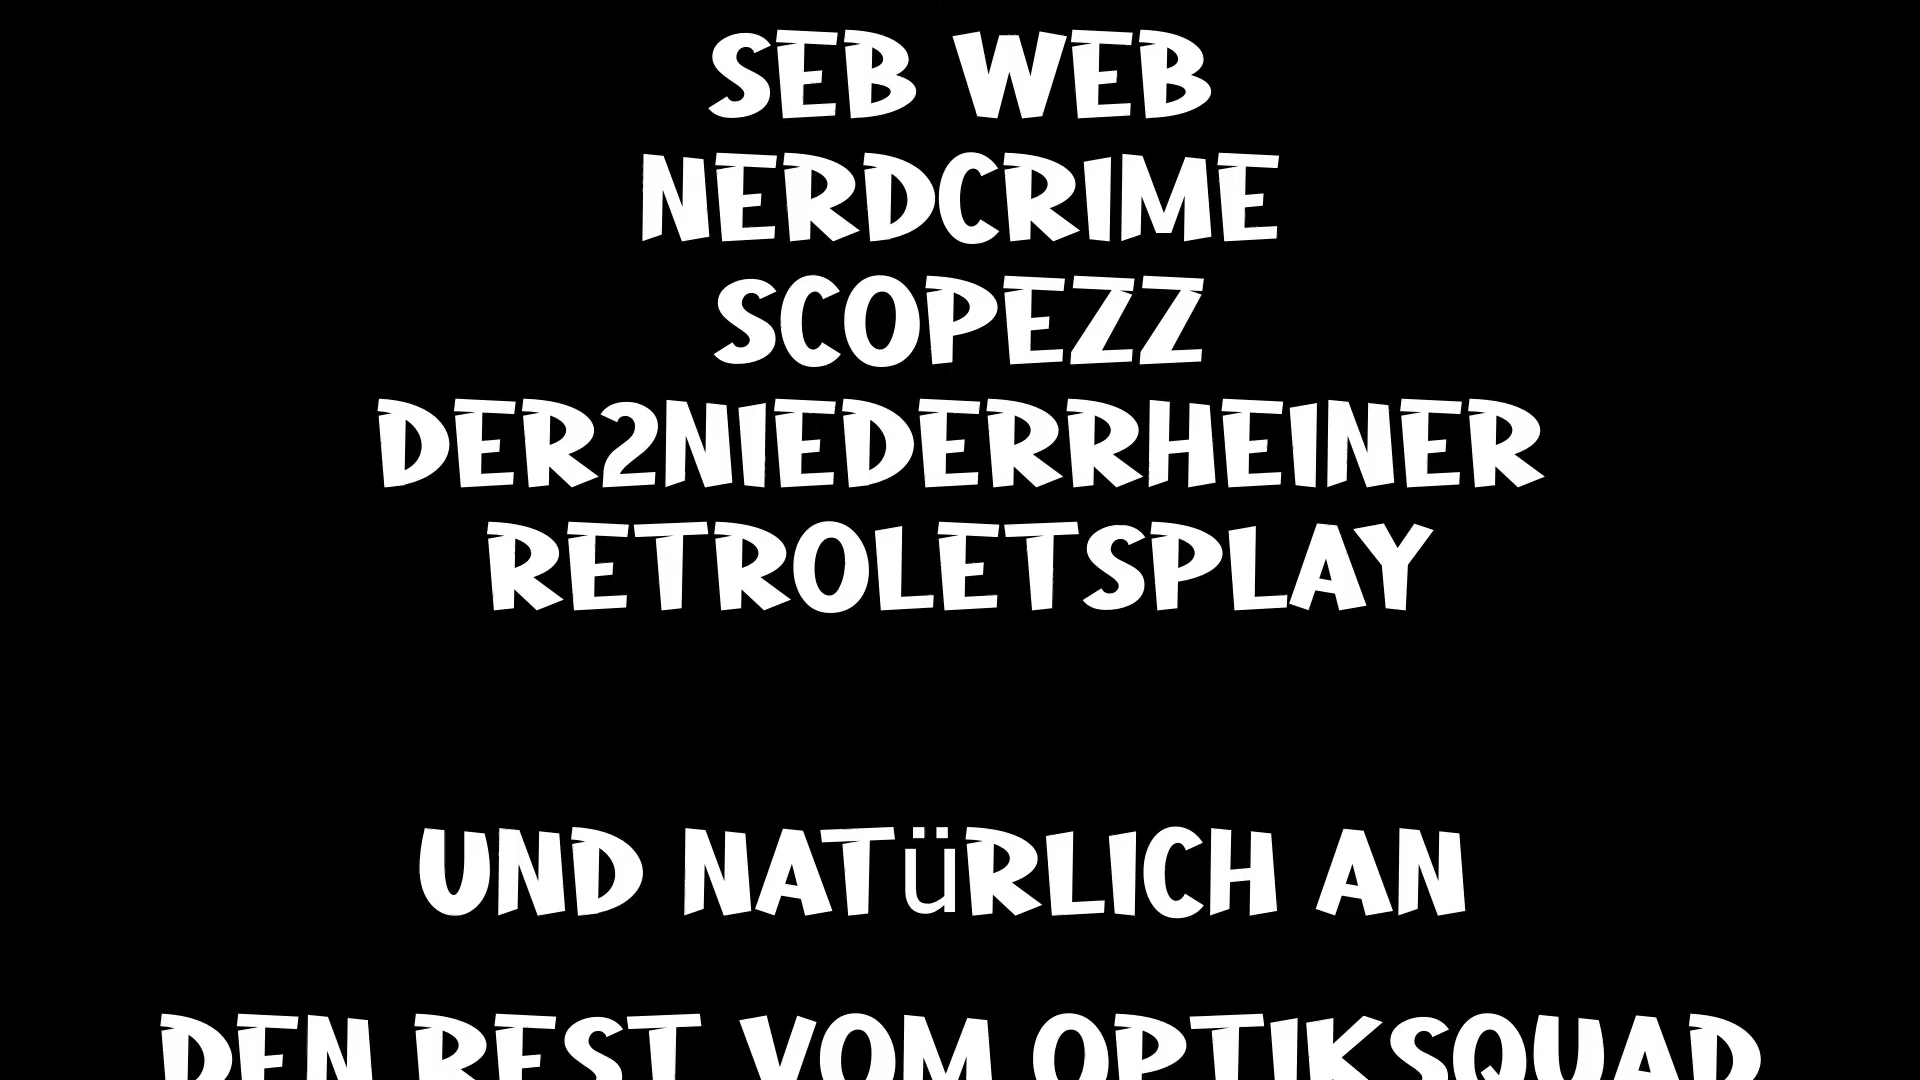 SEB WEB
NERDCRIME
SCOPEZZ
DER2NIEDERRHEINER
RETROLETSPLAY
UND NATüRLICH AN
DEN REST VOM OPTIKSQUAD